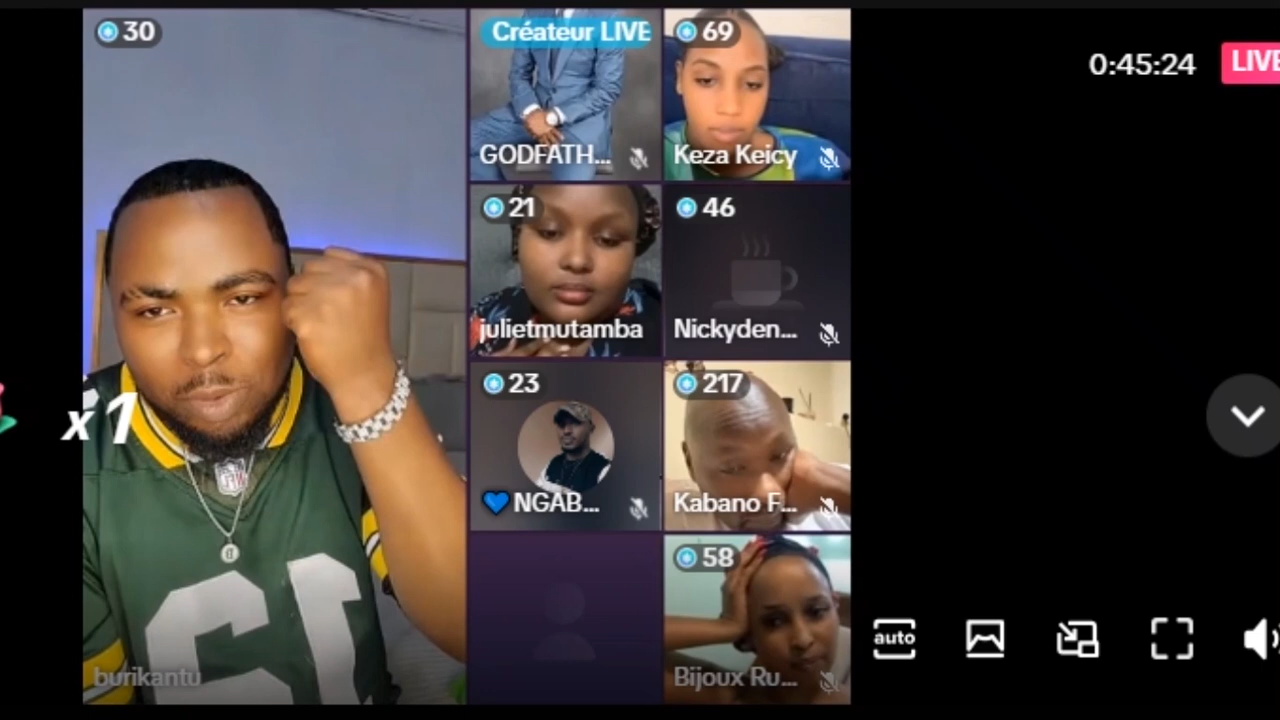 30
Créateur LIVE
69
0:45:24
LIVE
GODFATH...
Keza Keicy
21
46
julietmutamba
Nickyden...
23
217
x1
NGAB...
Kabano F...
NFL
58
auto
burikantu
Bijoux Ru...